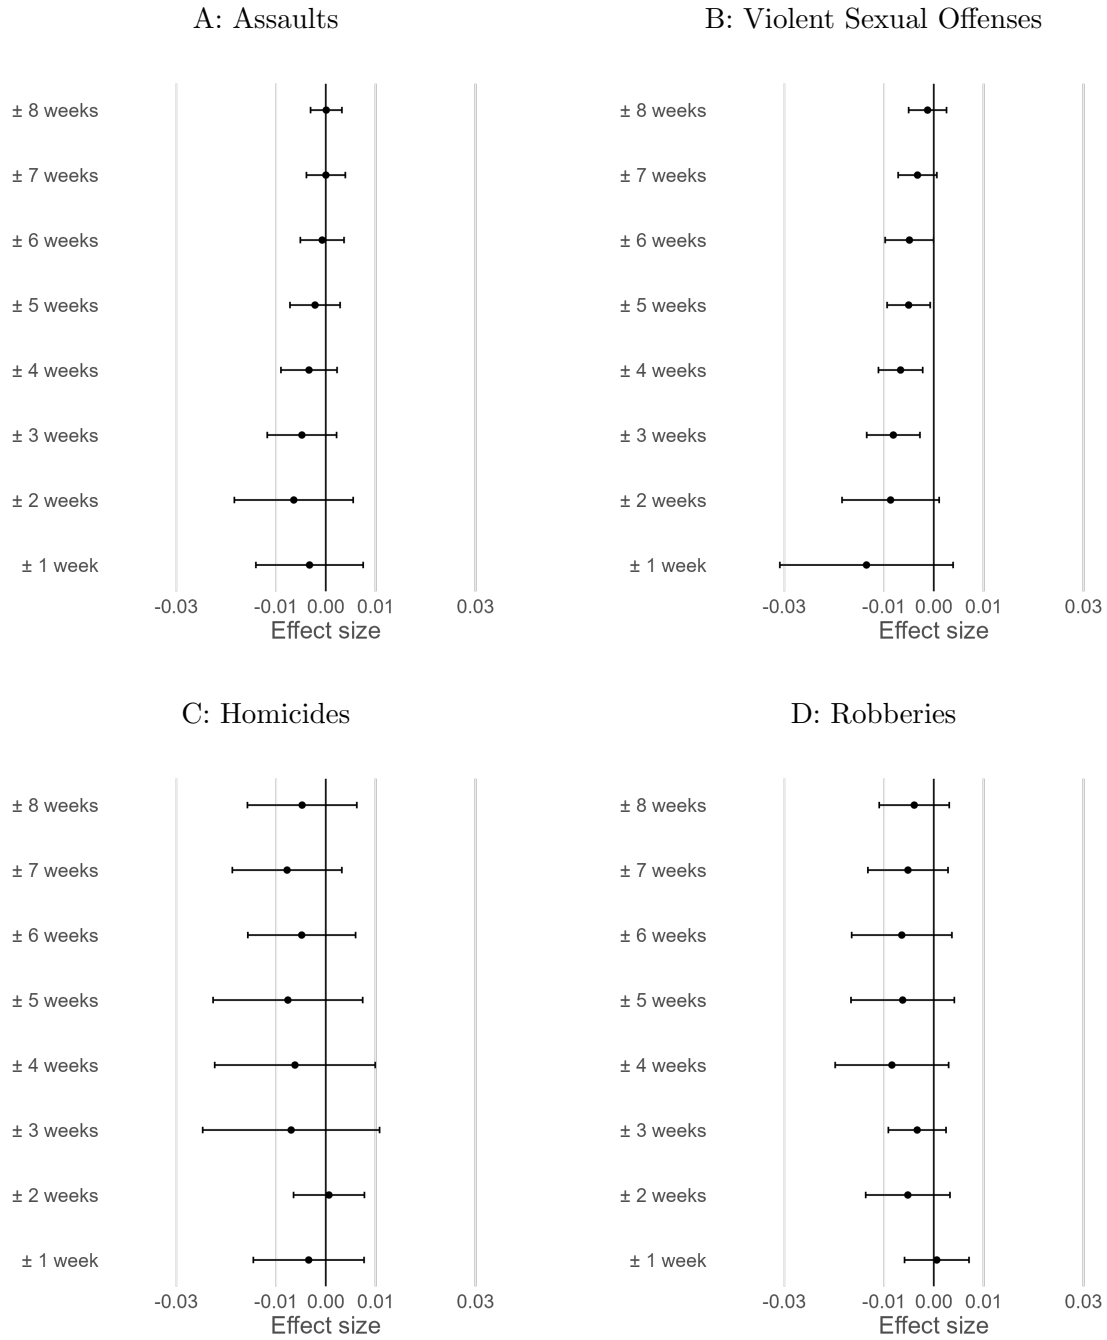 A: Assaults
± 8 weeks
± 7 weeks
± 6 weeks
± 5 weeks
± 4 weeks
± 3 weeks
± 2 weeks
± 1 week
-0.03 -0.01 0.00 0.01 0.03
Effect size
B: Violent Sexual Offenses
± 8 weeks
± 7 weeks
± 6 weeks
± 5 weeks
± 4 weeks
± 3 weeks
± 2 weeks
± 1 week
-0.03 -0.01 0.00 0.01 0.03
Effect size
C: Homicides
± 8 weeks
± 7 weeks
± 6 weeks
± 5 weeks
± 4 weeks
± 3 weeks
± 2 weeks
± 1 week
-0.03 -0.01 0.00 0.01 0.03
Effect size
D: Robberies
± 8 weeks
± 7 weeks
± 6 weeks
± 5 weeks
± 4 weeks
± 3 weeks
± 2 weeks
± 1 week
-0.03 -0.01 0.00 0.01 0.03
Effect size